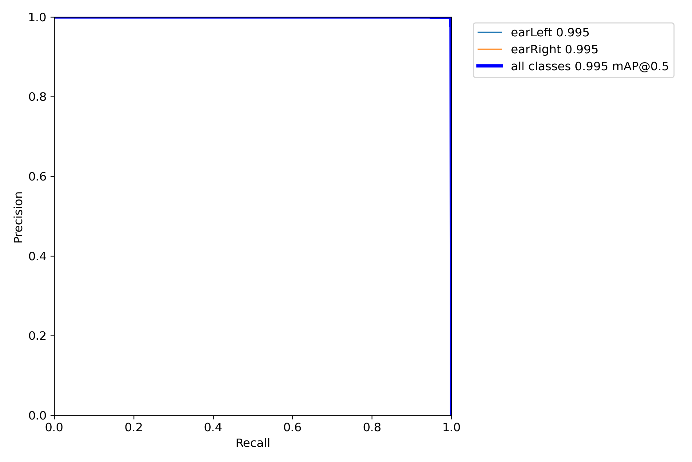 1.0
0.8
0.6
0.4
0.2
0.0
Precision
0.0 0.2 0.4 0.6 0.8 1.0
Recall
earLeft 0.995
earRight 0.995
all classes 0.995 mAP@0.5